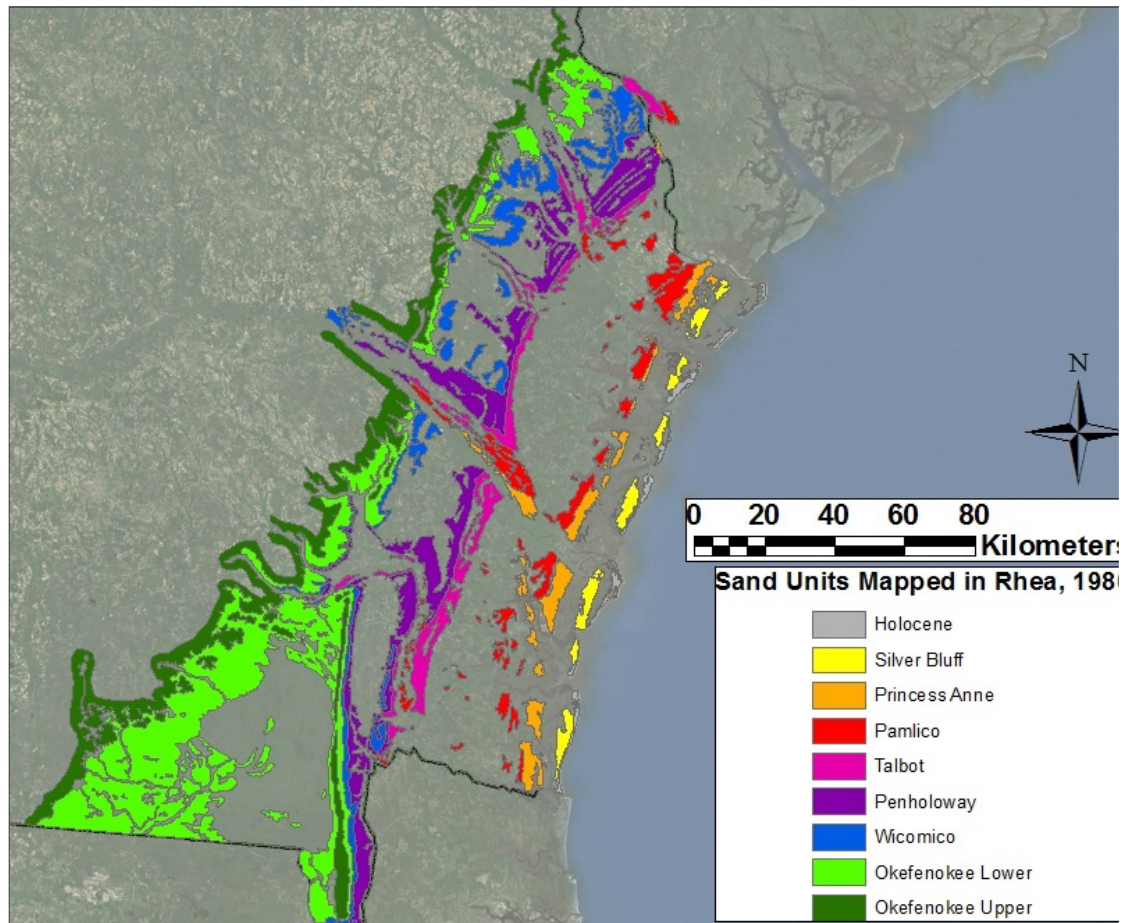 N
0 20 40 60 80
Kilometers
Sand Units Mapped in Rhea, 198
Holocene
Silver Bluff
Princess Anne
Pamlico
Talbot
Penholoway
Wicomico
Okefenokee Lower
Okefenokee Upper